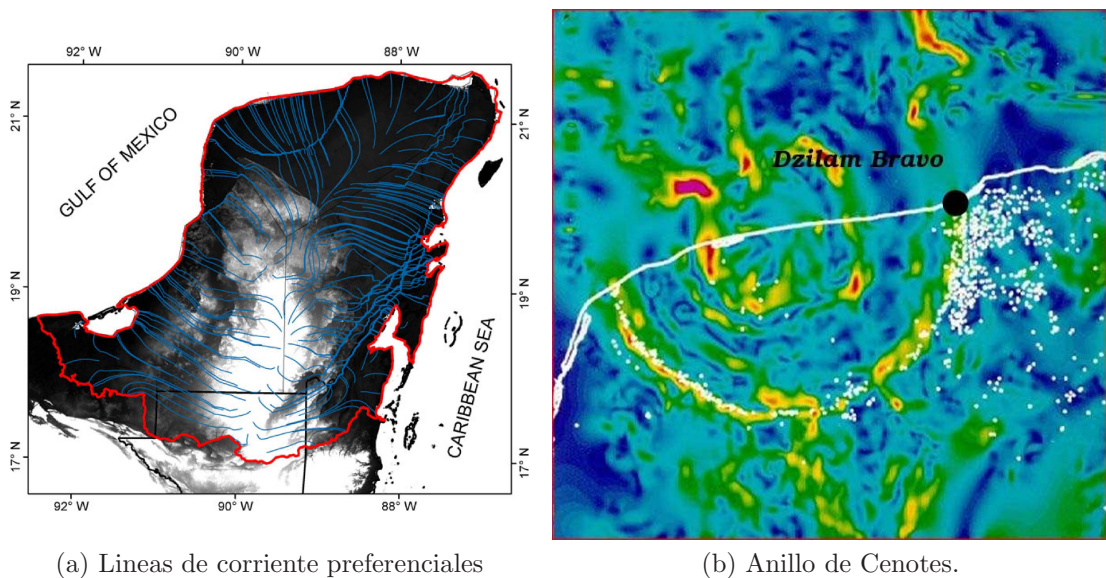 92° W 90° W 88° W
21° N
21° N
GULF OF MEXICO
19° N
19° N
CARIBBEAN SEA
17° N
17° N
92° W 90° W 88° W
Dzilam Bravo
(a) Lineas de corriente preferenciales
(b) Anillo de Cenotes.